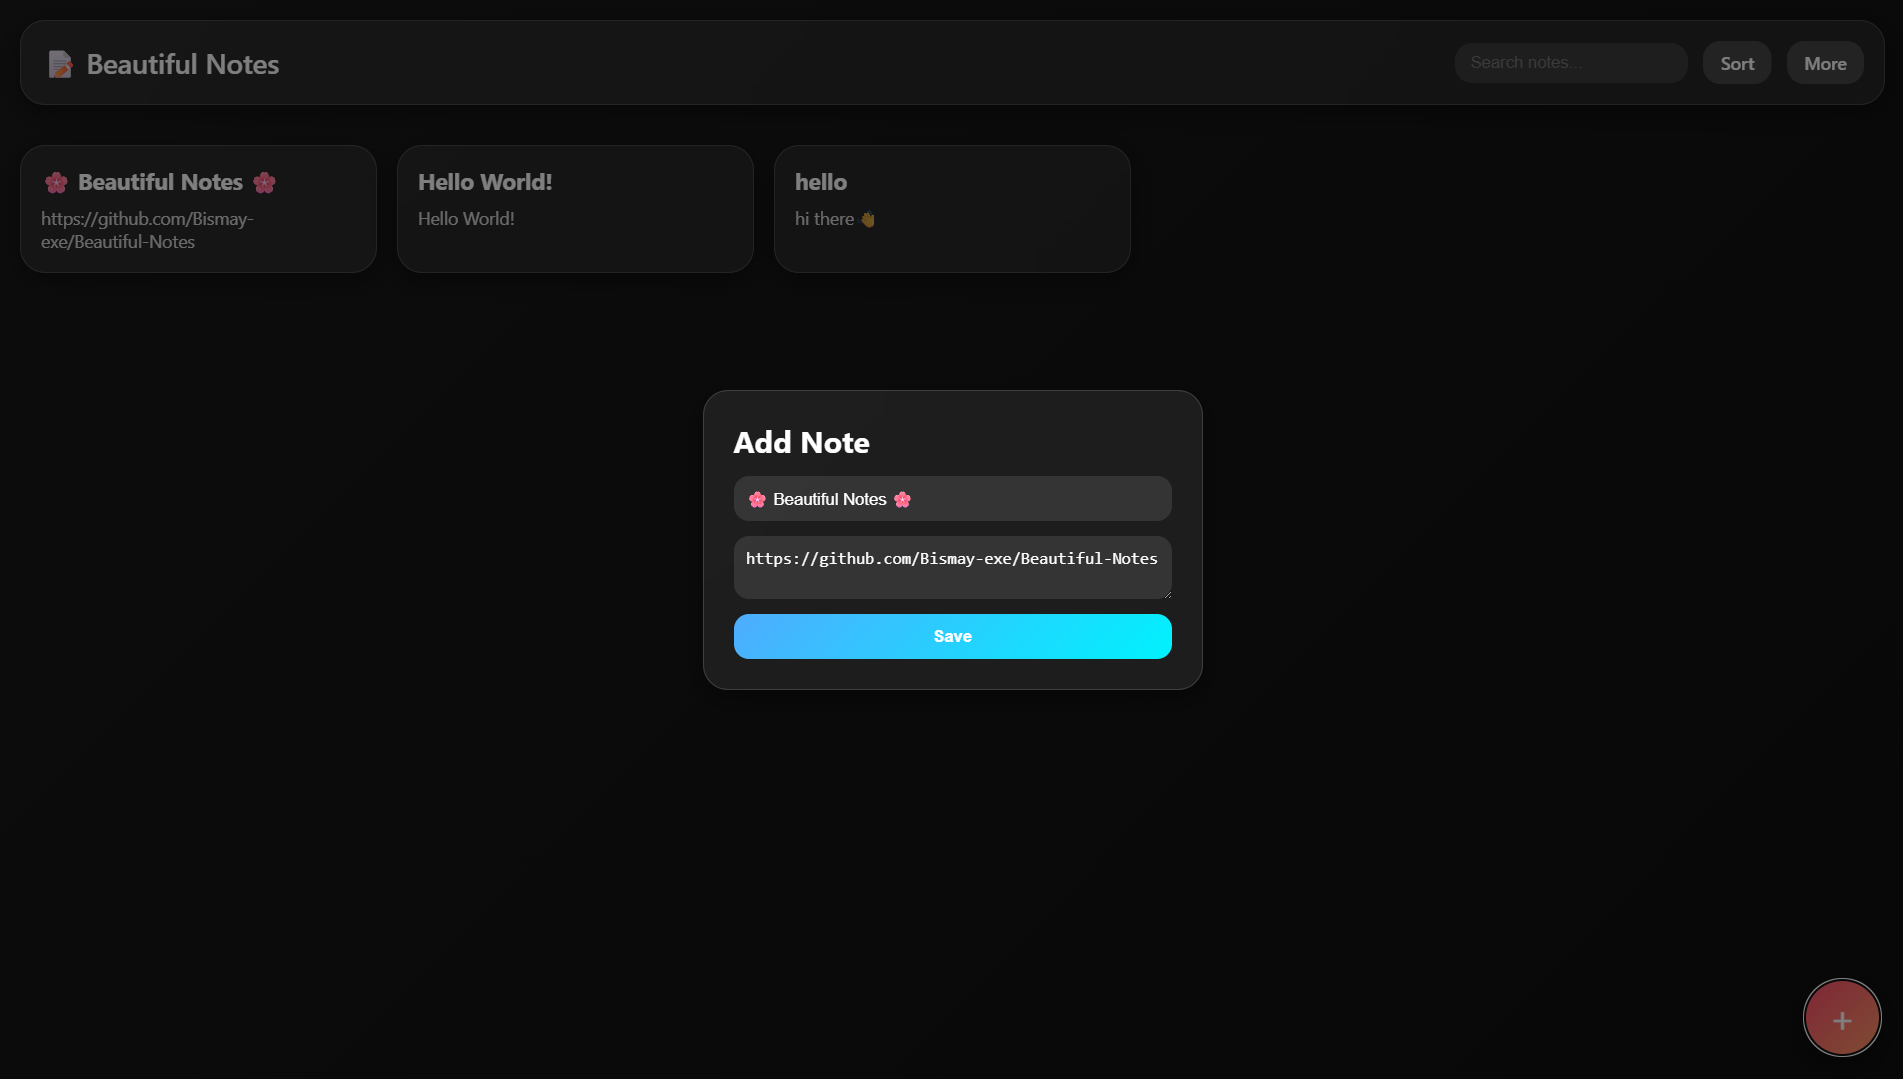 📝 Beautiful Notes
Search notes...
Sort
More
🌸 Beautiful Notes 🌸
https://github.com/Bismay-
exe/Beautiful-Notes
Hello World!
Hello World!
hello
hi there 👋
Add Note
🌸 Beautiful Notes 🌸
https://github.com/Bismay-exe/Beautiful-Notes
Save
+